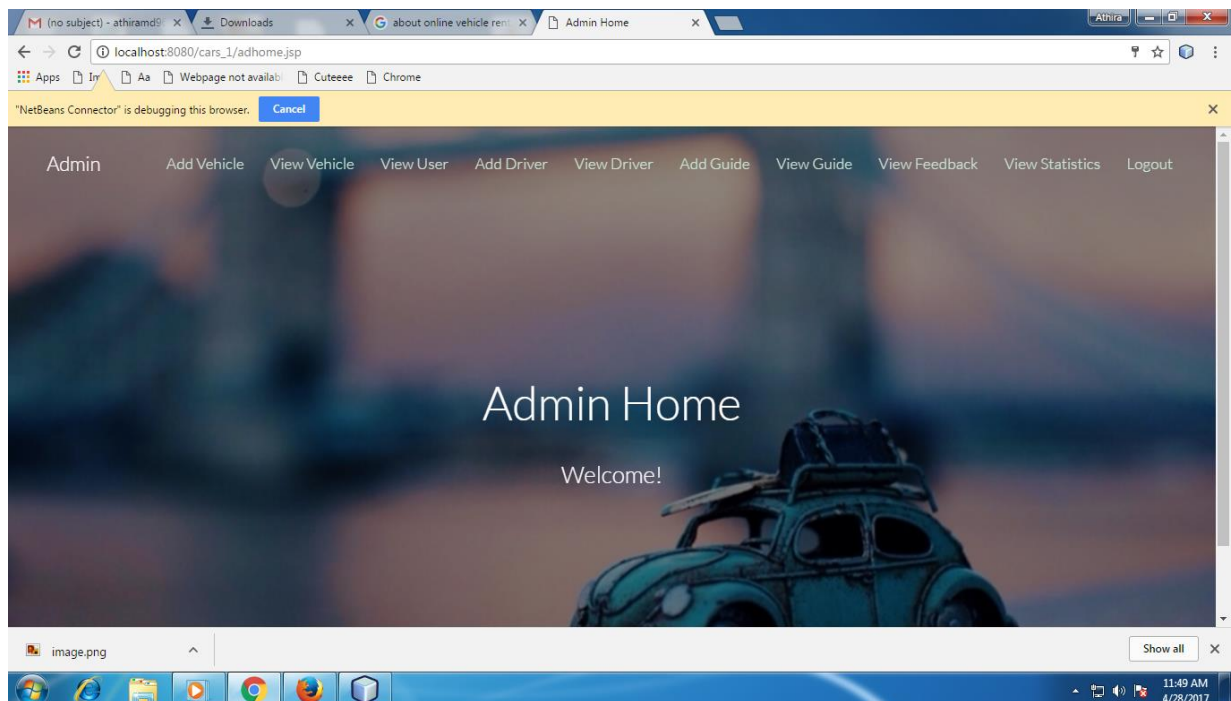 (no subject) - athiramd9 Downloads about online vehicle rent Admin Home Athira
localhost:8080/cars_1/adhome.jsp
Apps Aa Webpage not availabl Cuteeee Chrome
"NetBeans Connector" is debugging this browser. Cancel
Admin Add Vehicle View Vehicle View User Add Driver View Driver Add Guide View Guide View Feedback View Statistics Logout
Admin Home
Welcome!
image.png Show all
11:49 AM
4/28/2017